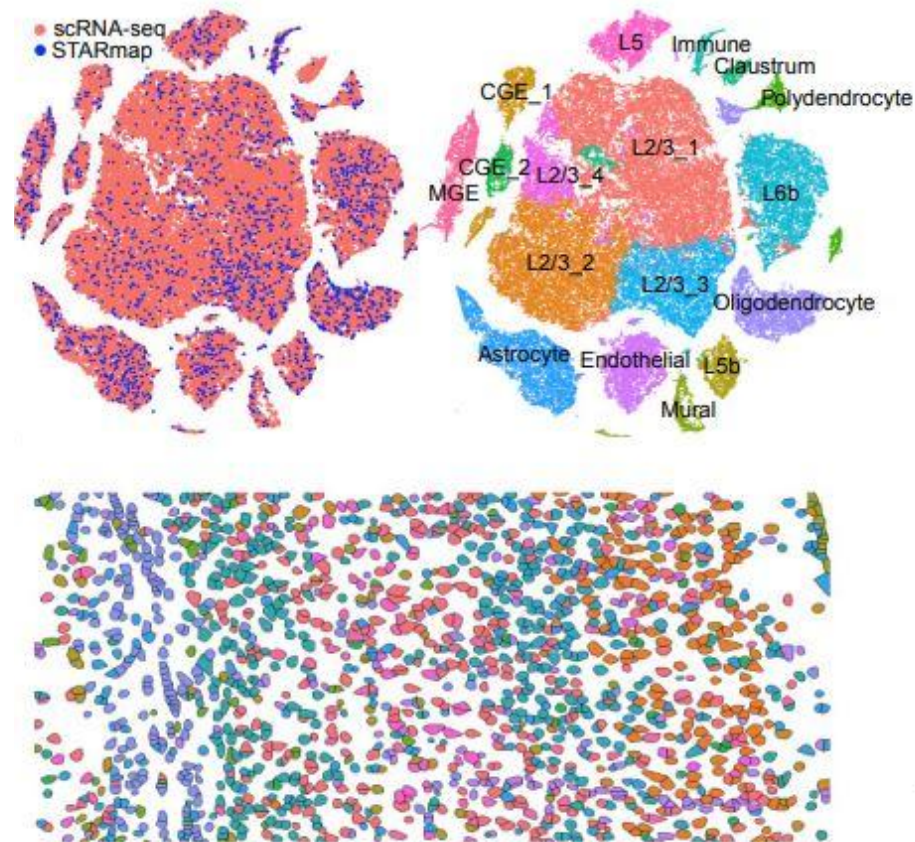 scRNA-seq
STARmap
L5
Immune
Claustrum
CGE_1
Polydendrocyte
L2/3_1
CGE_2
L2/3_4
MGE
L6b
L2/3_2
L2/3_3
Oligodendrocyte
Astrocyte
Endothelial
L5b
Mural